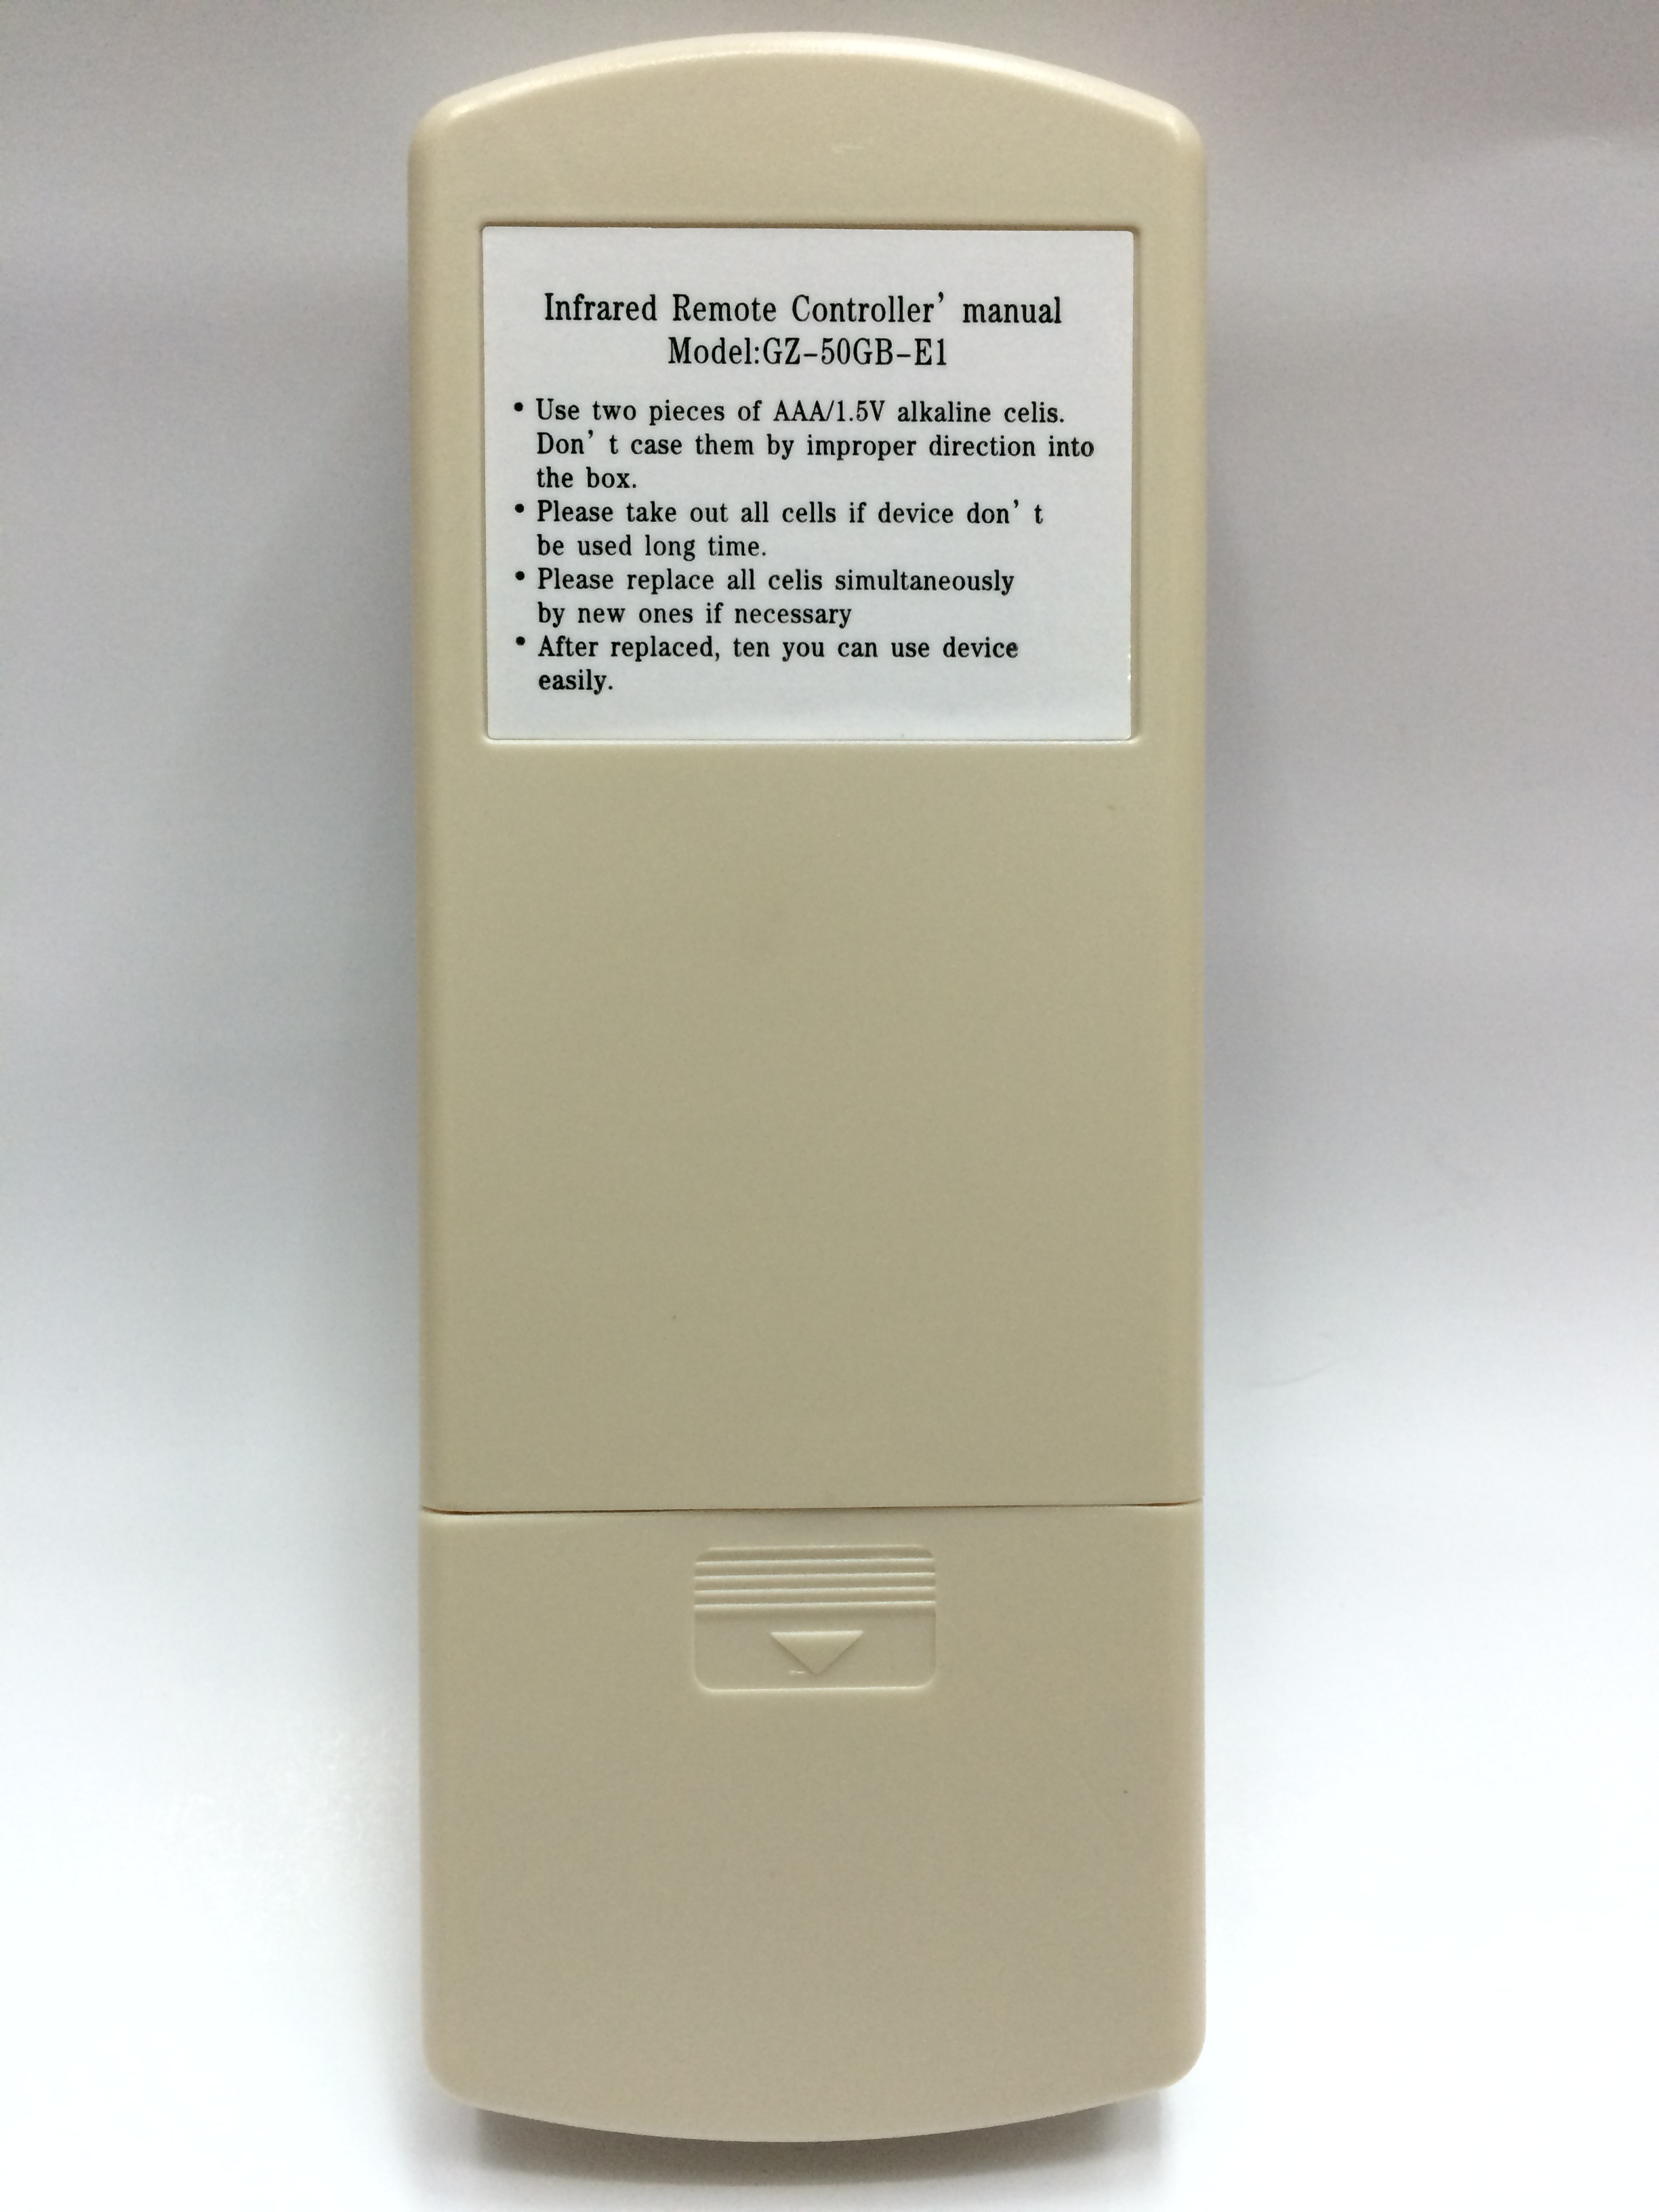 Infrared Remote Controller’ manual
Model:GZ-50GB-E1
• Use two pieces of AAA/1.5V alkaline celis.
Don’ t case them by improper direction into
the box.
• Please take out all cells if device don’ t
be used long time.
• Please replace all celis simultaneously
by new ones if necessary
• After replaced, ten you can use device
easily.